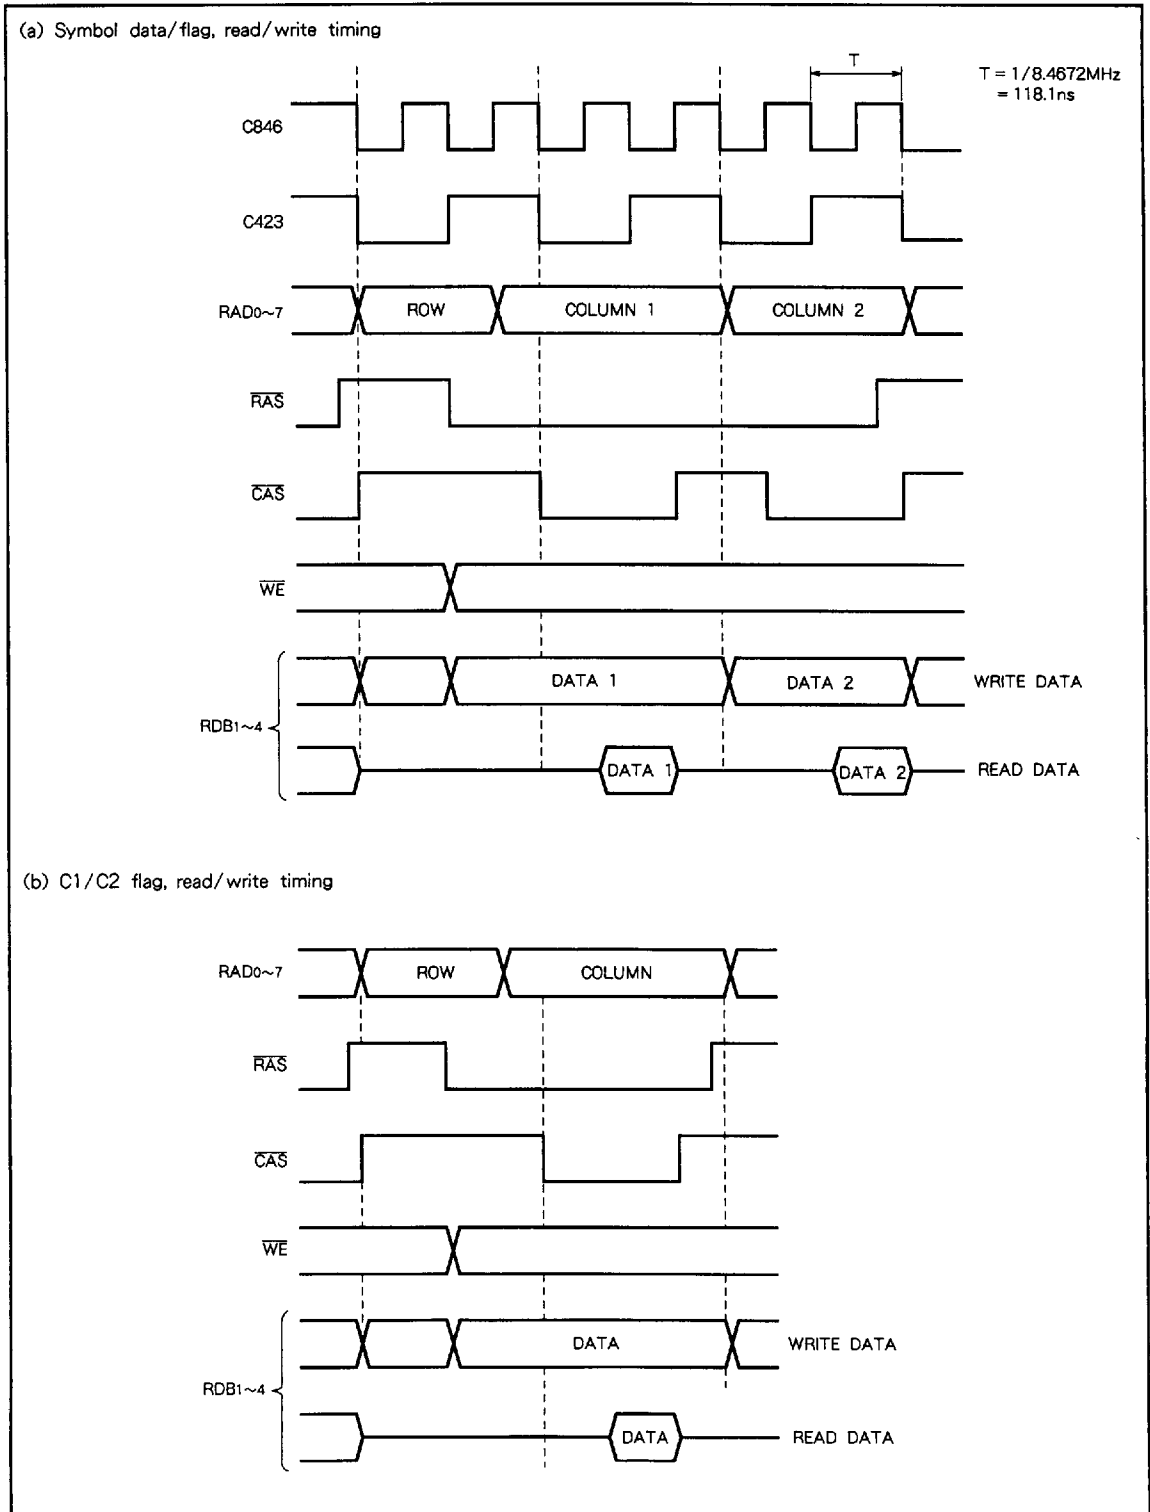 (a) Symbol data/flag, read/write timing
T
T = 1/8.4672MHz
= 118.1ns
C846
C423
RAD0~7 ROW COLUMN 1 COLUMN 2
RAS
CAS
WE
DATA 1 DATA 2 WRITE DATA
RDB1~4
DATA 1 DATA 2 READ DATA
(b) C1/C2 flag, read/write timing
RAD0~7 ROW COLUMN
RAS
CAS
WE
DATA WRITE DATA
RDB1~4
DATA READ DATA